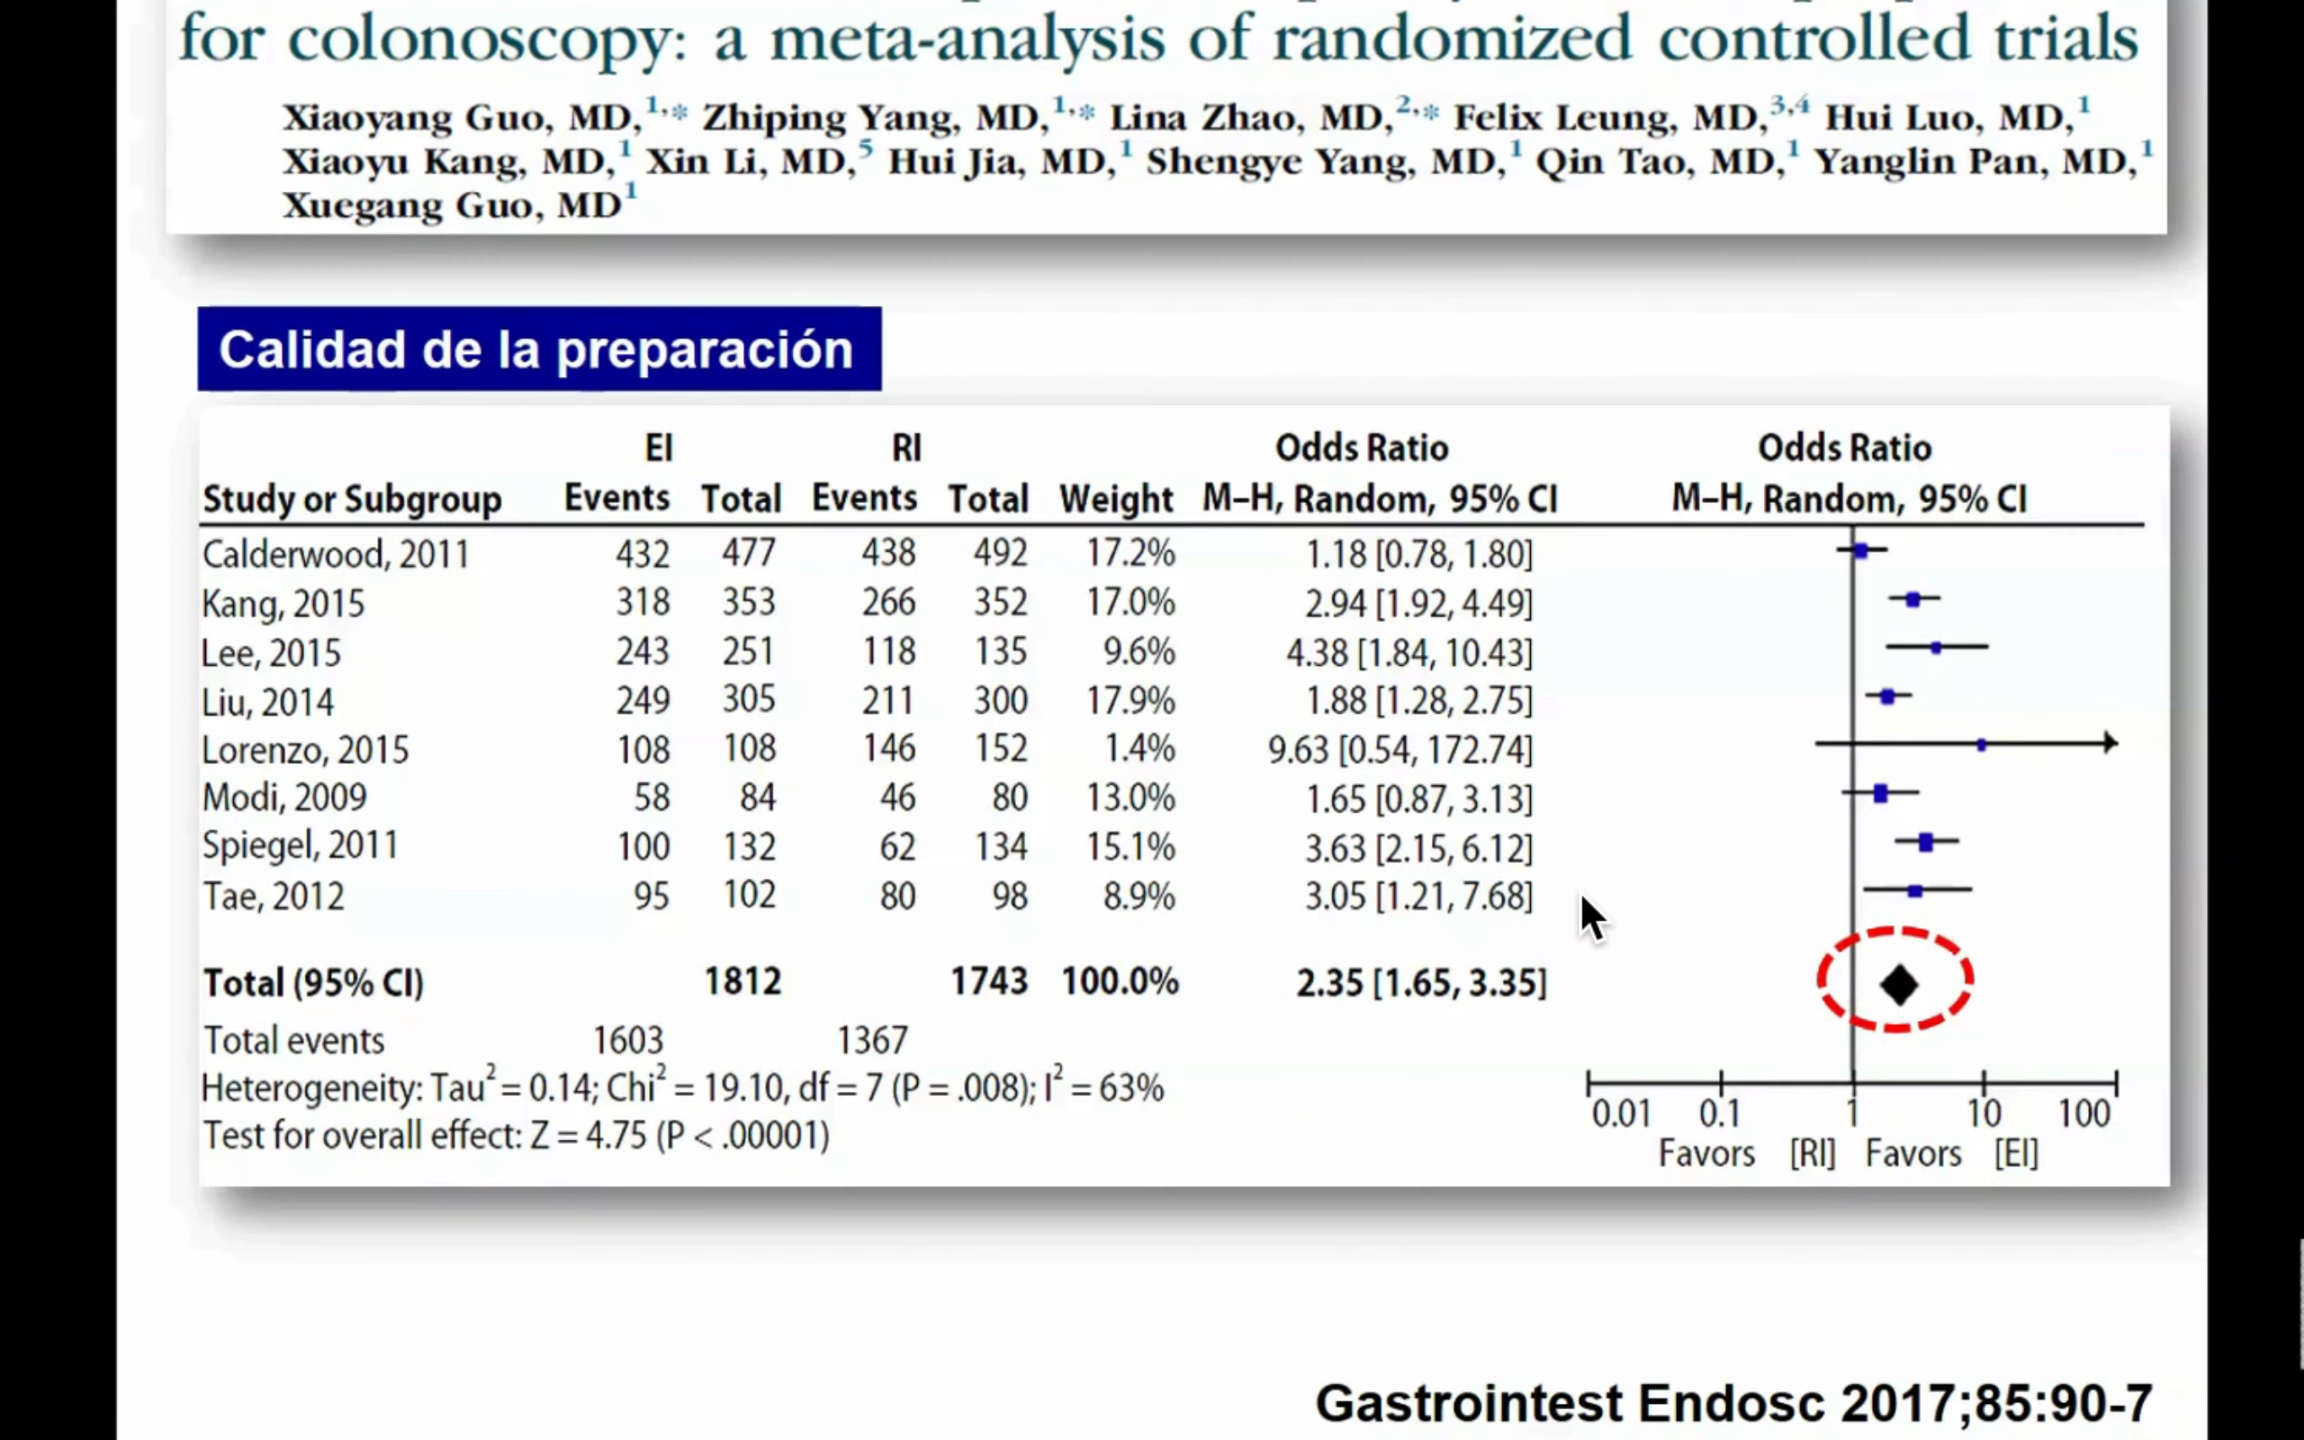 for colonoscopy: a meta-analysis of randomized controlled trials
Xiaoyang Guo, MD,1,* Zhiping Yang, MD,1,* Lina Zhao, MD,2,* Felix Leung, MD,3,4 Hui Luo, MD,1
Xiaoyu Kang, MD,1 Xin Li, MD,5 Hui Jia, MD,1 Shengye Yang, MD,1 Qin Tao, MD,1 Yanglin Pan, MD,1
Xuegang Guo, MD1
Calidad de la preparación
EI RI Odds Ratio Odds Ratio
Study or Subgroup Events Total Events Total Weight M–H, Random, 95% CI M–H, Random, 95% CI
Calderwood, 2011 432 477 438 492 17.2% 1.18 [0.78, 1.80]
Kang, 2015 318 353 266 352 17.0% 2.94 [1.92, 4.49]
Lee, 2015 243 251 118 135 9.6% 4.38 [1.84, 10.43]
Liu, 2014 249 305 211 300 17.9% 1.88 [1.28, 2.75]
Lorenzo, 2015 108 108 146 152 1.4% 9.63 [0.54, 172.74]
Modi, 2009 58 84 46 80 13.0% 1.65 [0.87, 3.13]
Spiegel, 2011 100 132 62 134 15.1% 3.63 [2.15, 6.12]
Tae, 2012 95 102 80 98 8.9% 3.05 [1.21, 7.68]
Total (95% CI) 1812 1743 100.0% 2.35 [1.65, 3.35]
Total events 1603 1367
Heterogeneity: Tau2 = 0.14; Chi2 = 19.10, df = 7 (P = .008); I2 = 63%
Test for overall effect: Z = 4.75 (P < .00001)
0.01 0.1 1 10 100
Favors [RI] Favors [EI]
Gastrointest Endosc 2017;85:90-7